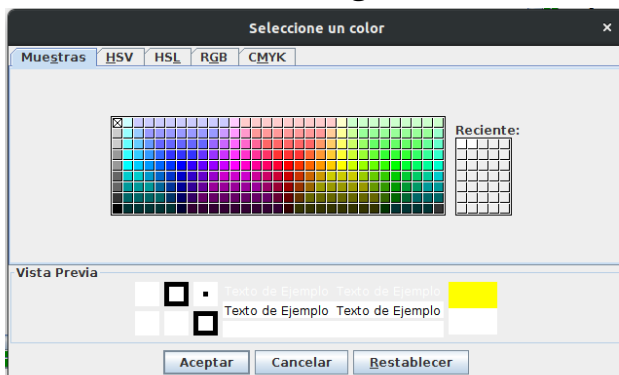 Seleccione un color ×
Muestras HSV HSL RGB CMYK
Reciente:
Vista Previa
Texto de Ejemplo Texto de Ejemplo
Texto de Ejemplo Texto de Ejemplo
Aceptar Cancelar Restablecer